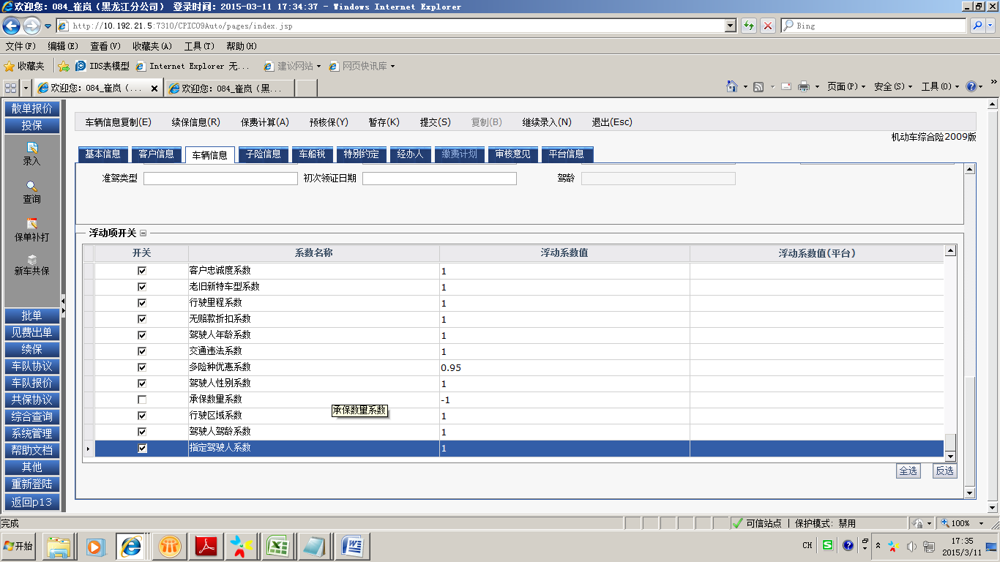 欢迎您: 084_崔岚（黑龙江分公司） 登录时间: 2015-03-11 17:34:37 - Windows Internet Explorer
http://10.192.21.5:7310/CPIC09Auto/pages/index.jsp
Bing
文件(F) 编辑(E) 查看(V) 收藏夹(A) 工具(T) 帮助(H)
收藏夹 IDS表模型 Internet Explorer 无... 建议网站 网页快讯库
欢迎您: 084_崔岚 (... 欢迎您: 084_崔岚（黑... 页面(P) 安全(S) 工具(O) »
散单报价
投保
录入
查询
保单补打
新车共保
批单
见费出单
续保
车队协议
车队报价
共保协议
综合查询
系统管理
帮助文档
其他
重新登陆
返回p13
车辆信息复制(E) 续保信息(R) 保费计算(A) 预核保(Y) 暂存(K) 提交(S) 复制(B) 继续录入(N) 退出(Esc)
机动车综合险2009版
基本信息 客户信息 车辆信息 子险信息 车船税 特别约定 经办人 缴费计划 审核意见 平台信息
准驾类型 初次领证日期 驾龄
浮动项开关
开关 系数名称 浮动系数值 浮动系数值(平台)
客户忠诚度系数 1
老旧新特车型系数 1
行驶里程系数 1
无赔款折扣系数 1
驾驶人年龄系数 1
交通违法系数 1
多险种优惠系数 0.95
驾驶人性别系数 1
承保数量系数 -1
承保数量系数
行驶区域系数 1
驾驶人驾龄系数 1
指定驾驶人系数 1
全选 反选
完成 可信站点 | 保护模式: 禁用 100%
开始 CH 17:35
2015/3/11